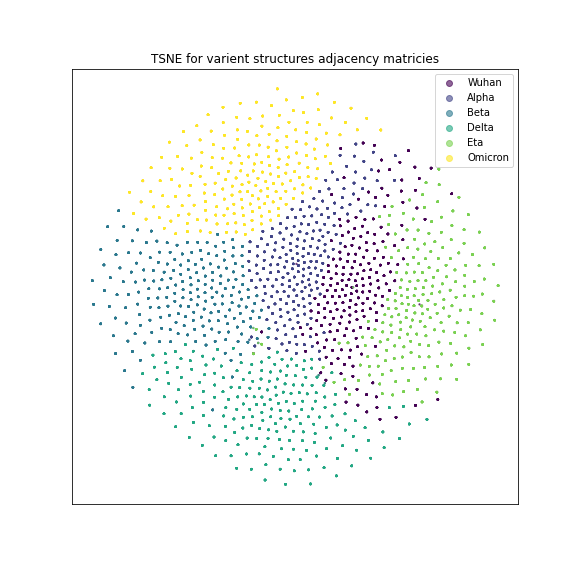 TSNE for varient structures adjacency matricies
Wuhan
Alpha
Beta
Delta
Eta
Omicron